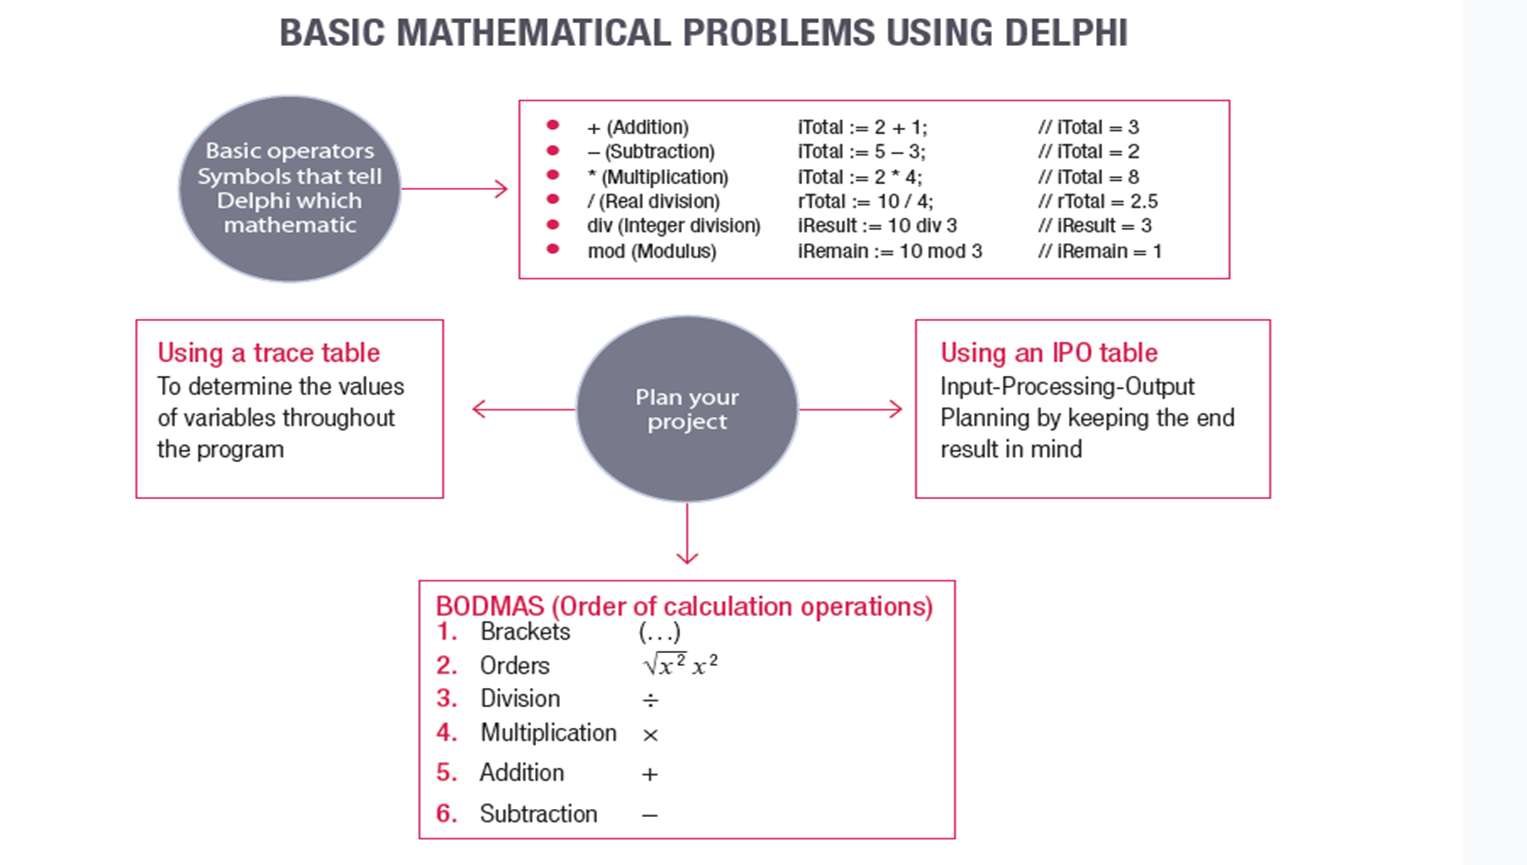 BASIC MATHEMATICAL PROBLEMS USING DELPHI
Basic operators
Symbols that tell
Delphi which
mathematic
+ (Addition) iTotal := 2 + 1; // iTotal = 3
– (Subtraction) iTotal := 5 – 3; // iTotal = 2
* (Multiplication) iTotal := 2 * 4; // iTotal = 8
/ (Real division) rTotal := 10 / 4; // rTotal = 2.5
div (Integer division) iResult := 10 div 3 // iResult = 3
mod (Modulus) iRemain := 10 mod 3 // iRemain = 1
Using a trace table
To determine the values
of variables throughout
the program
Plan your
project
Using an IPO table
Input-Processing-Output
Planning by keeping the end
result in mind
BODMAS (Order of calculation operations)
1. Brackets (...)
2. Orders √x² x²
3. Division ÷
4. Multiplication ×
5. Addition +
6. Subtraction –